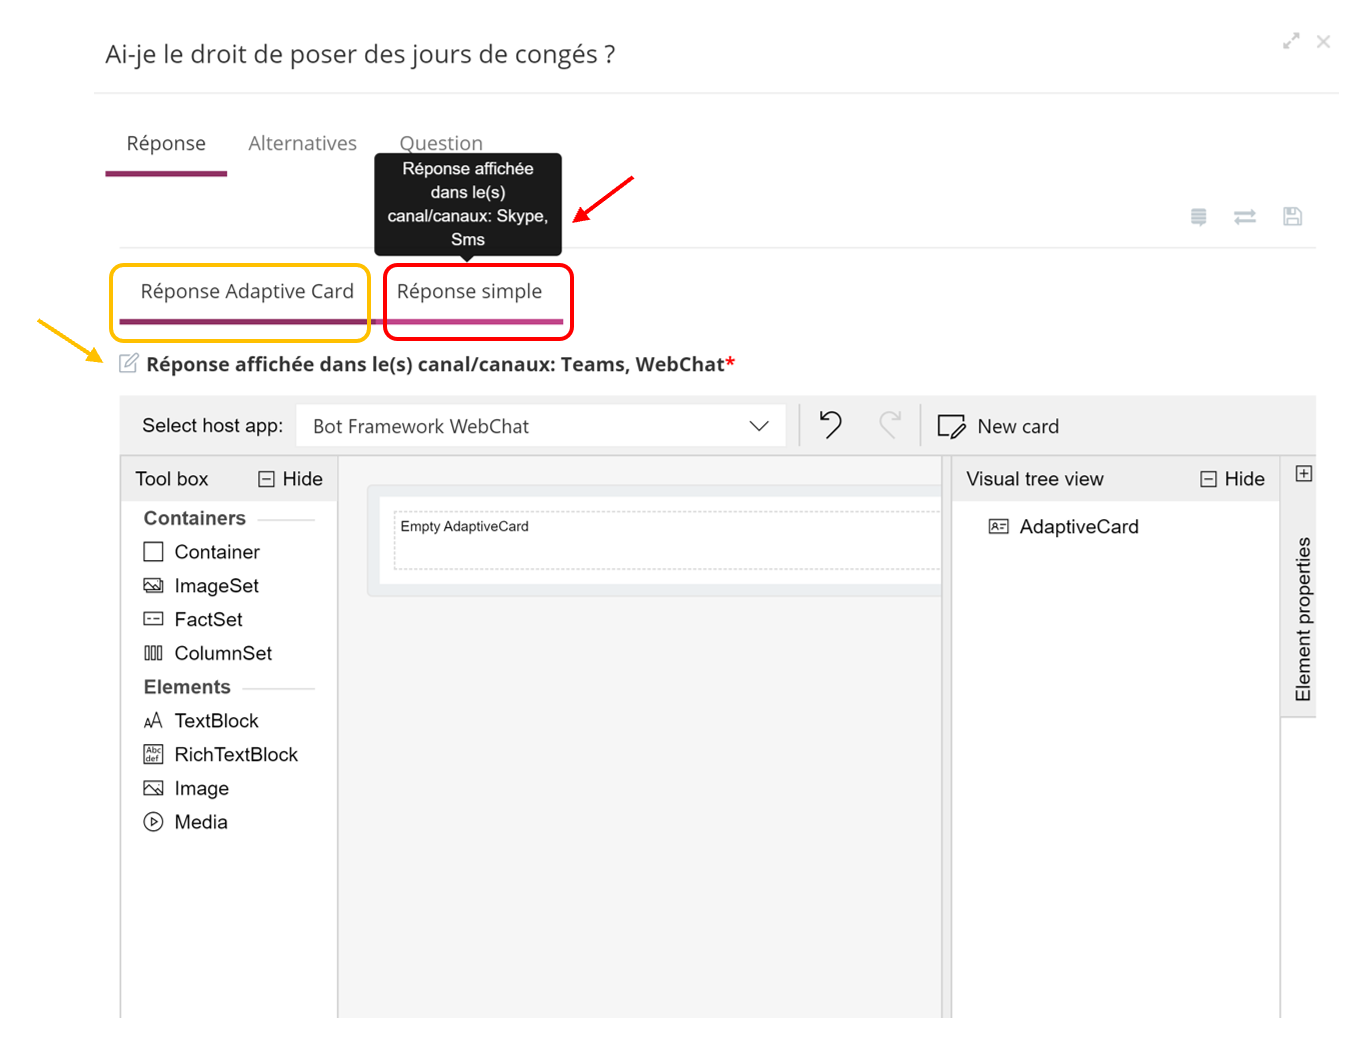 Ai-je le droit de poser des jours de congés ?
Réponse
Alternatives
Question
Réponse affichée
dans le(s)
canal/canaux: Skype,
Sms
Réponse Adaptive Card
Réponse simple
Réponse affichée dans le(s) canal/canaux: Teams, WebChat*
Select host app:
Bot Framework WebChat
New card
Tool box
Hide
Containers
Container
ImageSet
FactSet
ColumnSet
Elements
TextBlock
Abc
def
RichTextBlock
Image
Media
Empty AdaptiveCard
Visual tree view
Hide
AdaptiveCard
Element properties